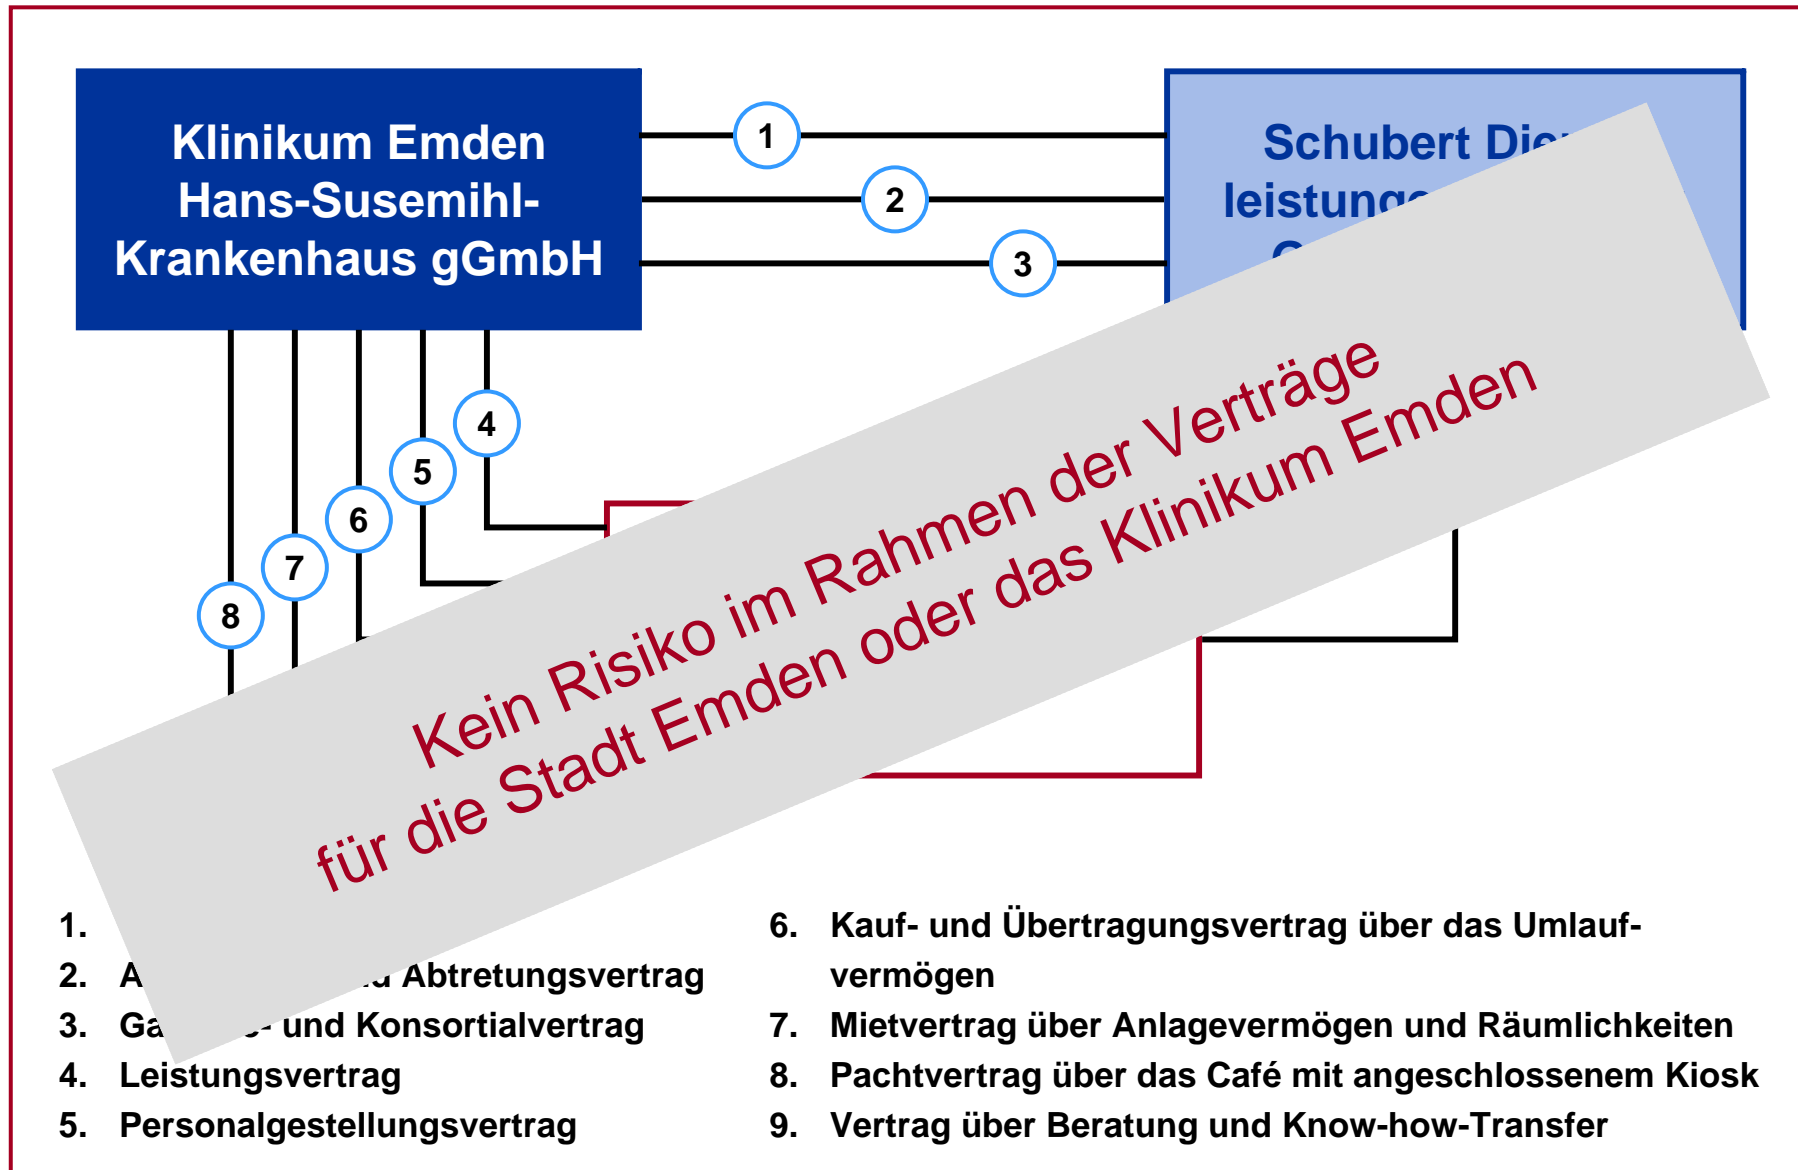 Klinikum Emden
Hans-Susemihl-
Krankenhaus gGmbH
Schubert
1
2
3
4
5
6
7
8
Kein Risiko im Rahmen der Verträge
für die Stadt Emden oder das Klinikum Emden
1.
2. Abtretungsvertrag
3. und Konsortialvertrag
4. Leistungsvertrag
5. Personalgestellungsvertrag
6. Kauf- und Übertragungsvertrag über das Umlauf-
vermögen
7. Mietvertrag über Anlagevermögen und Räumlichkeiten
8. Pachtvertrag über das Café mit angeschlossenem Kiosk
9. Vertrag über Beratung und Know-how-Transfer